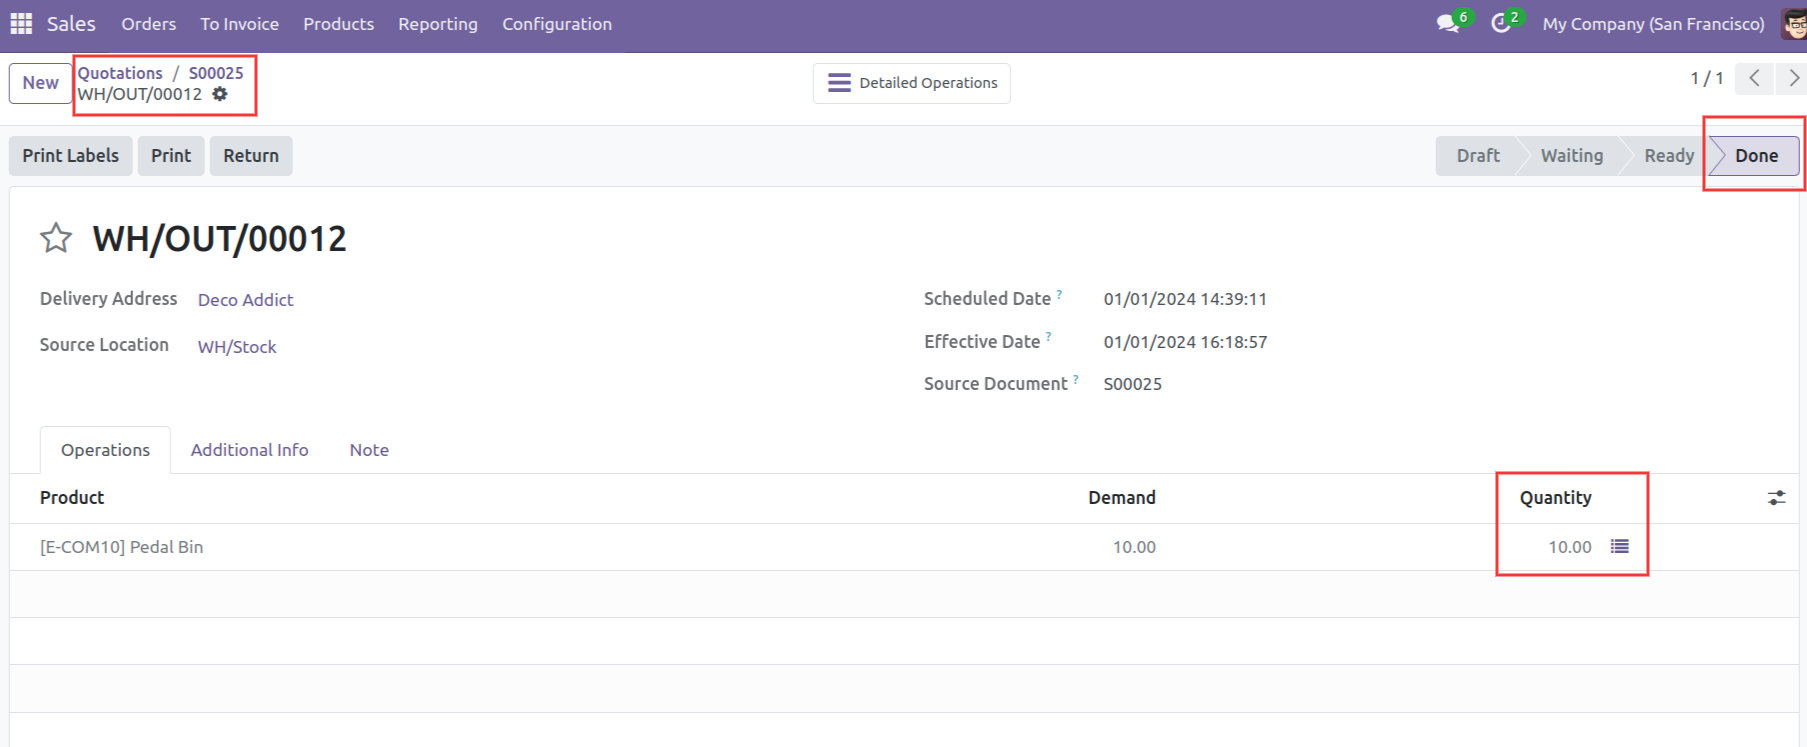 Sales Orders To Invoice Products Reporting Configuration 6 2 My Company (San Francisco)
New Quotations / S00025 Detailed Operations 1 / 1
WH/OUT/00012
Print Labels Print Return Draft Waiting Ready Done
WH/OUT/00012
Delivery Address Deco Addict Scheduled Date ? 01/01/2024 14:39:11
Source Location WH/Stock Effective Date ? 01/01/2024 16:18:57
Source Document ? S00025
Operations Additional Info Note
Product Demand Quantity
[E-COM10] Pedal Bin 10.00 10.00